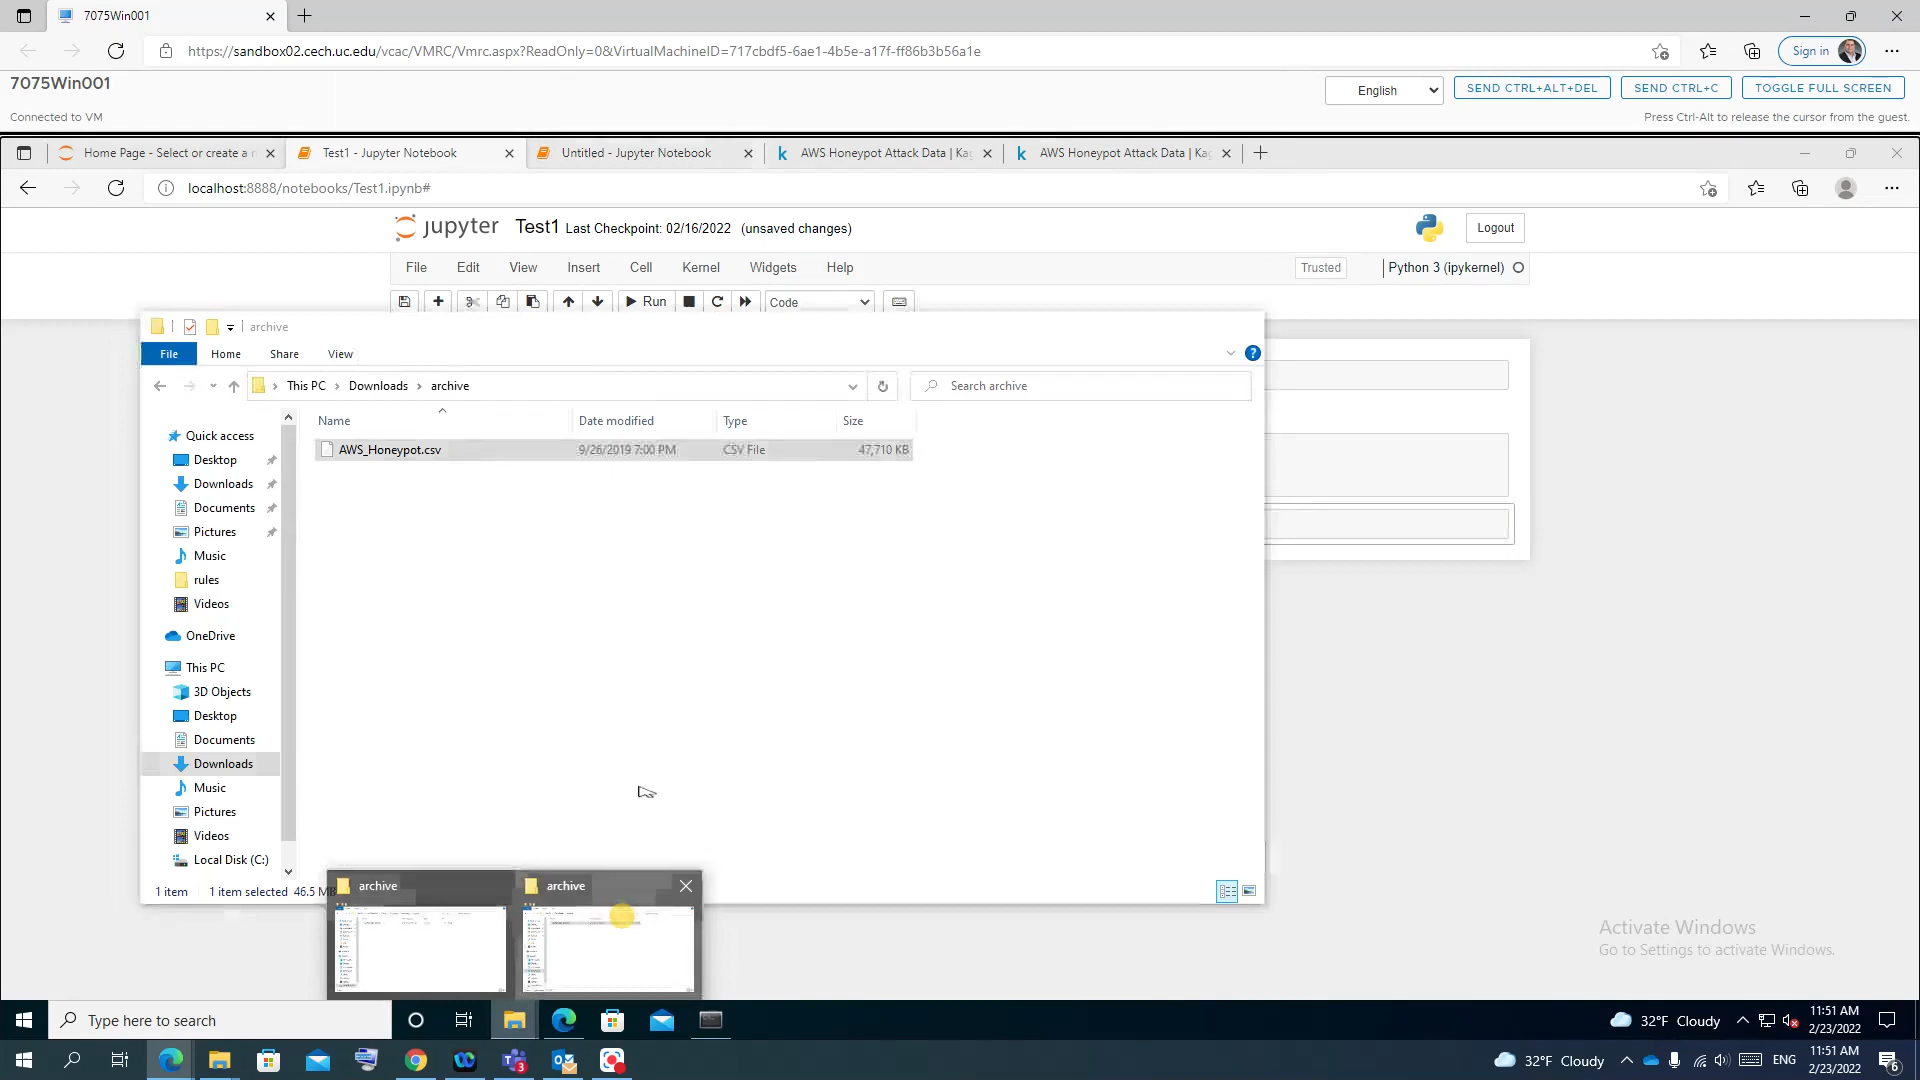 7075Win001
https://sandbox02.cech.uc.edu/vcac/VMRC/Vmrc.aspx?ReadOnly=0&VirtualMachineID=717cbdf5-6ae1-4b5e-a17f-ff86b3b56a1e
Sign in
7075Win001
English
SEND CTRL+ALT+DEL
SEND CTRL+C
TOGGLE FULL SCREEN
Connected to VM
Press Ctrl-Alt to release the cursor from the guest.
Home Page - Select or create a n
Test1 - Jupyter Notebook
Untitled - Jupyter Notebook
AWS Honeypot Attack Data | Kag
AWS Honeypot Attack Data | Kag
localhost:8888/notebooks/Test1.ipynb#
jupyter Test1 Last Checkpoint: 02/16/2022 (unsaved changes)
Logout
File Edit View Insert Cell Kernel Widgets Help
Trusted
Python 3 (ipykernel)
Run
Code
archive
File Home Share View
This PC > Downloads > archive
Search archive
Name Date modified Type Size
AWS_Honeypot.csv 9/26/2019 7:00 PM CSV File 47,710 KB
Quick access
Desktop
Downloads
Documents
Pictures
Music
rules
Videos
OneDrive
This PC
3D Objects
Desktop
Documents
Downloads
Music
Pictures
Videos
Local Disk (C:)
1 item 1 item selected 46.5 MB
archive
archive
Activate Windows
Go to Settings to activate Windows.
Type here to search
32°F Cloudy
11:51 AM
2/23/2022
3
32°F Cloudy
ENG
11:51 AM
2/23/2022
6